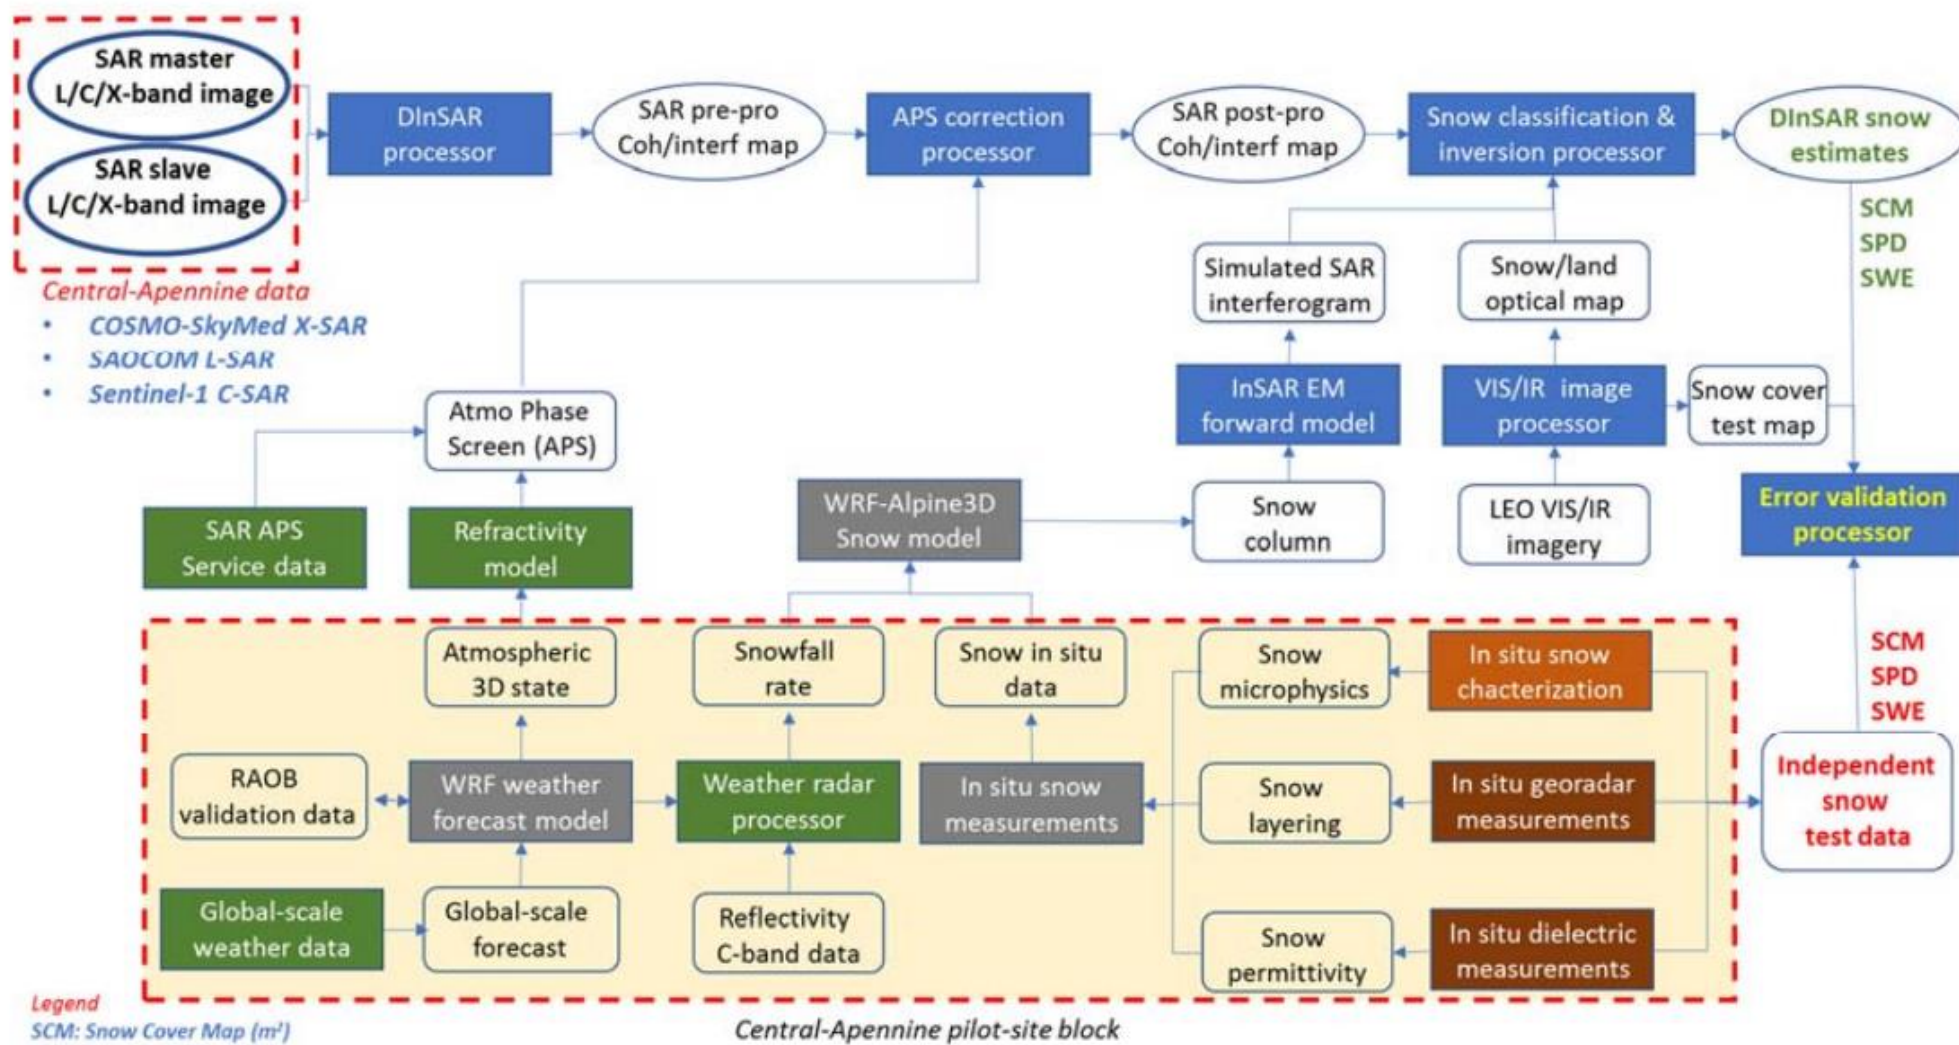 SAR master
L/C/X-band image
SAR slave
L/C/X-band image
DInSAR
processor
SAR pre-pro
Coh/interf map
APS correction
processor
SAR post-pro
Coh/interf map
Snow classification &
inversion processor
DInSAR snow
estimates
SCM
SPD
SWE
Central-Apennine data
• COSMO-SkyMed X-SAR
• SAOCOM L-SAR
• Sentinel-1 C-SAR
Simulated SAR
interferogram
Snow/land
optical map
Atmo Phase
Screen (APS)
InSAR EM
forward model
VIS/IR image
processor
Snow cover
test map
SAR APS
Service data
Refractivity
model
WRF-Alpine3D
Snow model
Snow
column
LEO VIS/IR
imagery
Error validation
processor
Atmospheric
3D state
Snowfall
rate
Snow in situ
data
Snow
microphysics
In situ snow
chacterization
SCM
SPD
SWE
RAOB
validation data
WRF weather
forecast model
Weather radar
processor
In situ snow
measurements
Snow
layering
In situ georadar
measurements
Independent
snow
test data
Global-scale
weather data
Global-scale
forecast
Reflectivity
C-band data
Snow
permittivity
In situ dielectric
measurements
Legend
SCM: Snow Cover Map (m²)
Central-Apennine pilot-site block